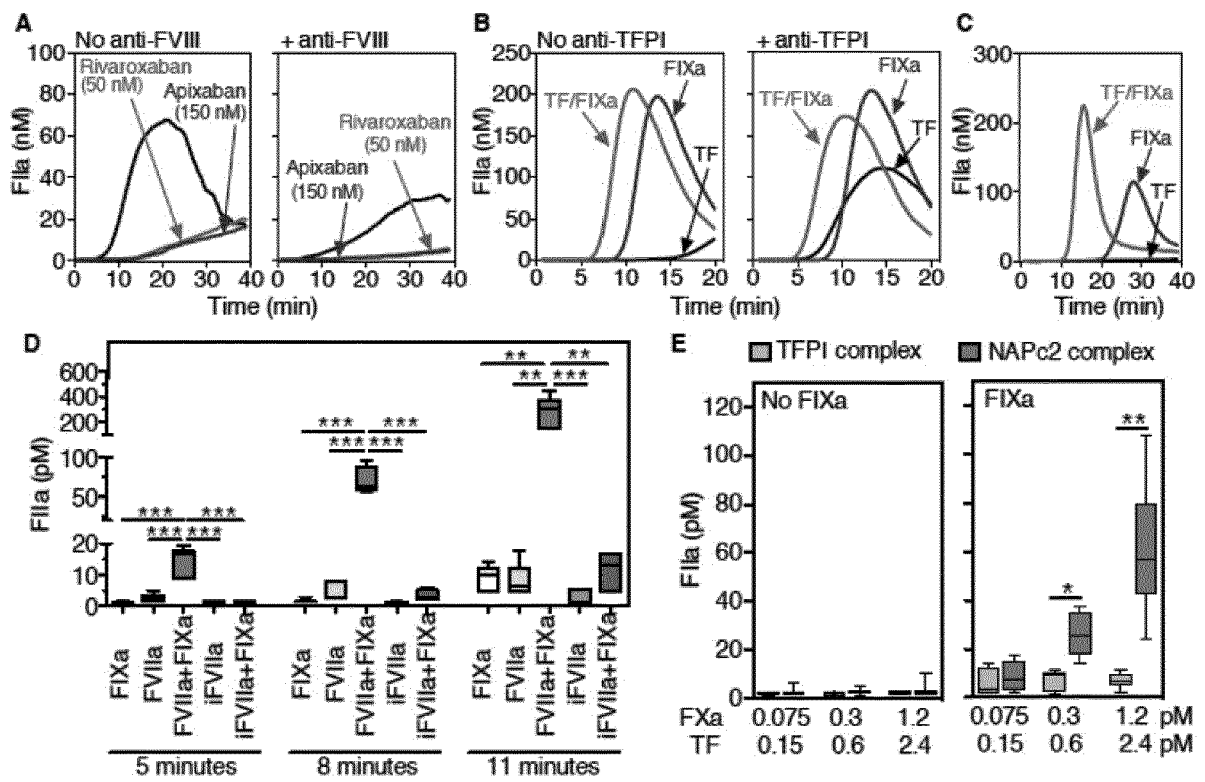 A
No anti-FVIII
+ anti-FVIII
FIIa (nM)
100
80
60
40
20
0
Rivaroxaban
(50 nM)
Apixaban
(150 nM)
Rivaroxaban
(50 nM)
Apixaban
(150 nM)
0 10 20 30 40
0 10 20 30 40
Time (min)
B
No anti-TFPI
+ anti-TFPI
FIIa (nM)
250
200
150
100
50
0
TF/FIXa
FIXa
TF
TF/FIXa
FIXa
TF
0 5 10 15 20
0 5 10 15 20
Time (min)
C
FIIa (nM)
300
200
100
0
TF/FIXa
FIXa
TF
0 10 20 30 40
Time (min)
D
FIIa (pM)
600
400
200
100
50
20
10
0
*** ***
*** ***
*** ***
*** ***
** **
** ***
FIXa
FVIIa
FVIIa+FIXa
iFVIIa
iFVIIa+FIXa
FIXa
FVIIa
FVIIa+FIXa
iFVIIa
iFVIIa+FIXa
FIXa
FVIIa
FVIIa+FIXa
iFVIIa
iFVIIa+FIXa
5 minutes
8 minutes
11 minutes
E
TFPI complex
NAPc2 complex
FIIa (pM)
No FIXa
FIXa
120
100
80
60
40
20
0
*
**
FXa 0.075 0.3 1.2 0.075 0.3 1.2 pM
TF 0.15 0.6 2.4 0.15 0.6 2.4 pM